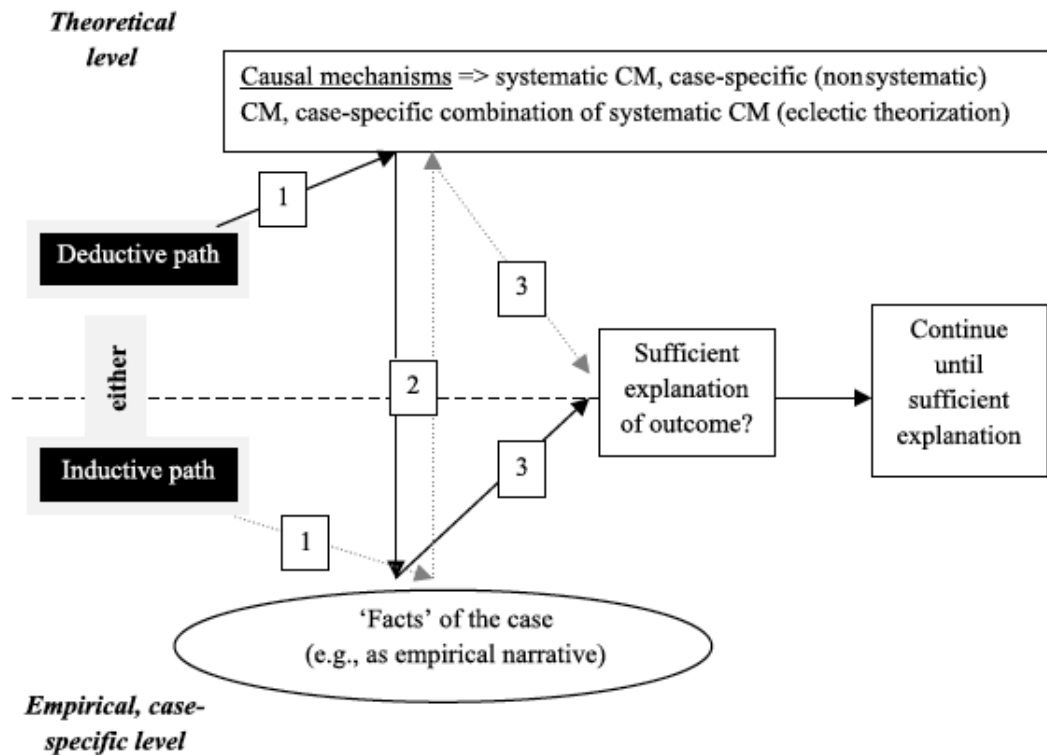 Theoretical
level
Causal mechanisms => systematic CM, case-specific (nonsystematic)
CM, case-specific combination of systematic CM (eclectic theorization)
1
Deductive path
3
either
2
Sufficient
explanation
of outcome?
Continue
until
sufficient
explanation
Inductive path
3
1
‘Facts’ of the case
(e.g., as empirical narrative)
Empirical, case-
specific level